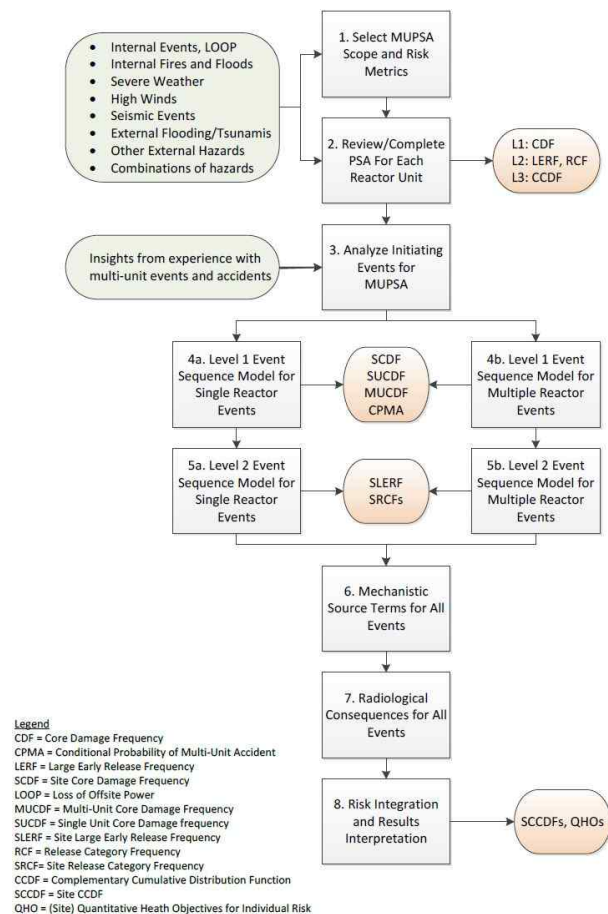 • Internal Events, LOOP
• Internal Fires and Floods
• Severe Weather
• High Winds
• Seismic Events
• External Flooding/Tsunamis
• Other External Hazards
• Combinations of hazards
1. Select MUPSA
Scope and Risk
Metrics
2. Review/Complete
PSA For Each
Reactor Unit
L1: CDF
L2: LERF, RCF
L3: CCDF
Insights from experience with
multi-unit events and accidents
3. Analyze Initiating
Events for
MUPSA
4a. Level 1 Event
Sequence Model for
Single Reactor
Events
SCDF
SUCDF
MUCDF
CPMA
4b. Level 1 Event
Sequence Model for
Multiple Reactor
Events
5a. Level 2 Event
Sequence Model for
Single Reactor
Events
SLERF
SRCFs
5b. Level 2 Event
Sequence Model for
Multiple Reactor
Events
6. Mechanistic
Source Terms for All
Events
7. Radiological
Consequences for All
Events
8. Risk Integration
and Results
Interpretation
SCCDFs, QHOs
Legend
CDF = Core Damage Frequency
CPMA = Conditional Probability of Multi-Unit Accident
LERF = Large Early Release Frequency
SCDF = Site Core Damage Frequency
LOOP = Loss of Offsite Power
MUCDF = Multi-Unit Core Damage Frequency
SUCDF = Single Unit Core Damage frequency
SLERF = Site Large Early Release Frequency
RCF = Release Category Frequency
SRCF= Site Release Category Frequency
CCDF = Complementary Cumulative Distribution Function
SCCDF = Site CCDF
QHO = (Site) Quantitative Heath Objectives for Individual Risk